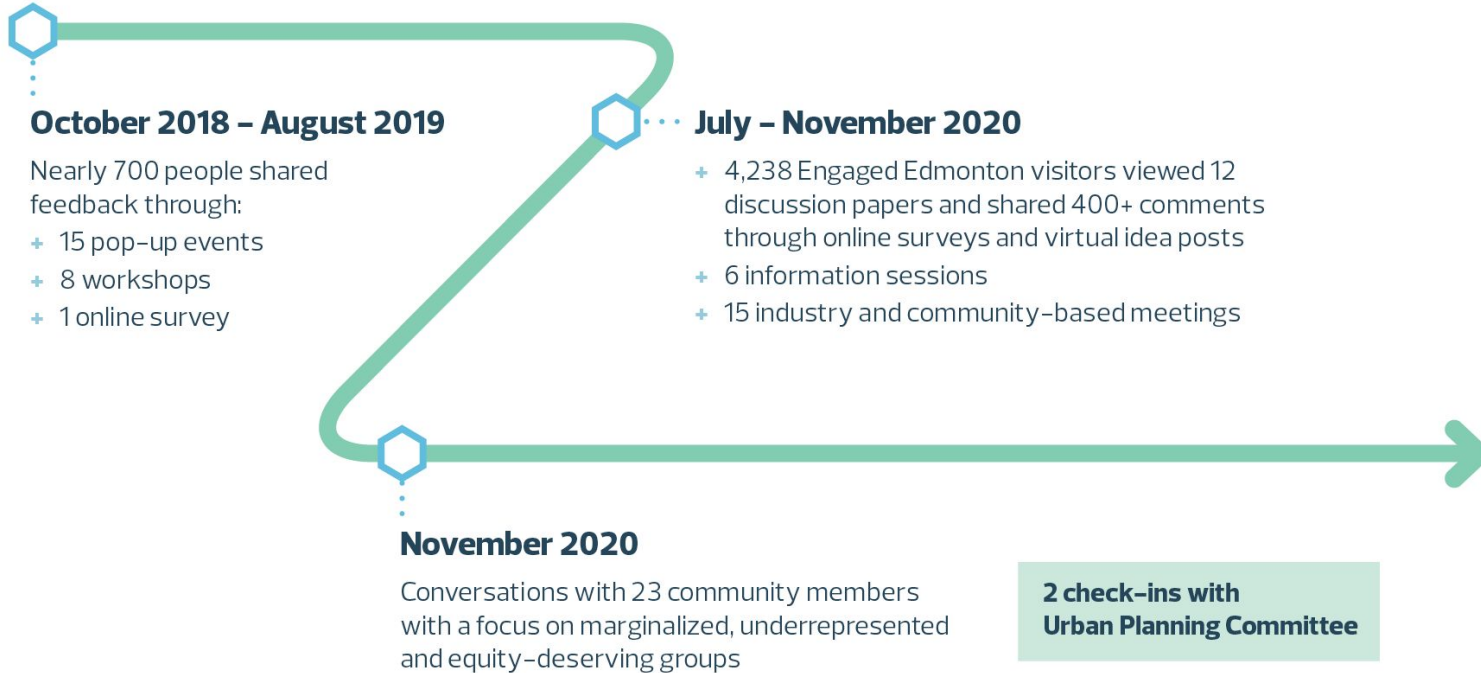 October 2018 – August 2019
Nearly 700 people shared
feedback through:
+ 15 pop-up events
+ 8 workshops
+ 1 online survey
July – November 2020
+ 4,238 Engaged Edmonton visitors viewed 12
discussion papers and shared 400+ comments
through online surveys and virtual idea posts
+ 6 information sessions
+ 15 industry and community-based meetings
November 2020
Conversations with 23 community members
with a focus on marginalized, underrepresented
and equity-deserving groups
2 check-ins with
Urban Planning Committee